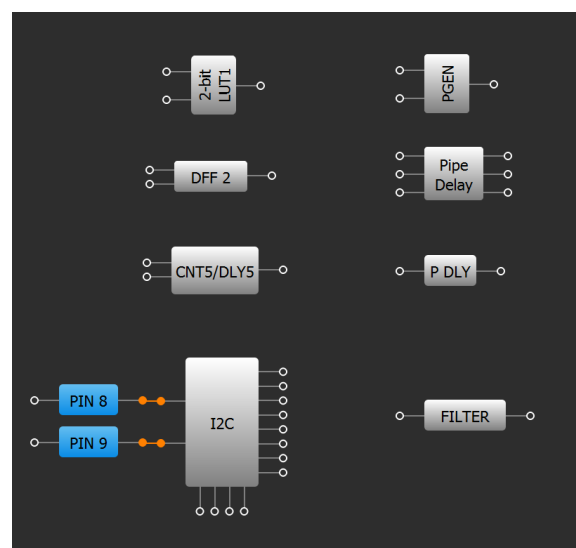 2-bit
LUT1
PGEN
DFF 2
Pipe
Delay
CNT5/DLY5
P DLY
PIN 8
I2C
FILTER
PIN 9